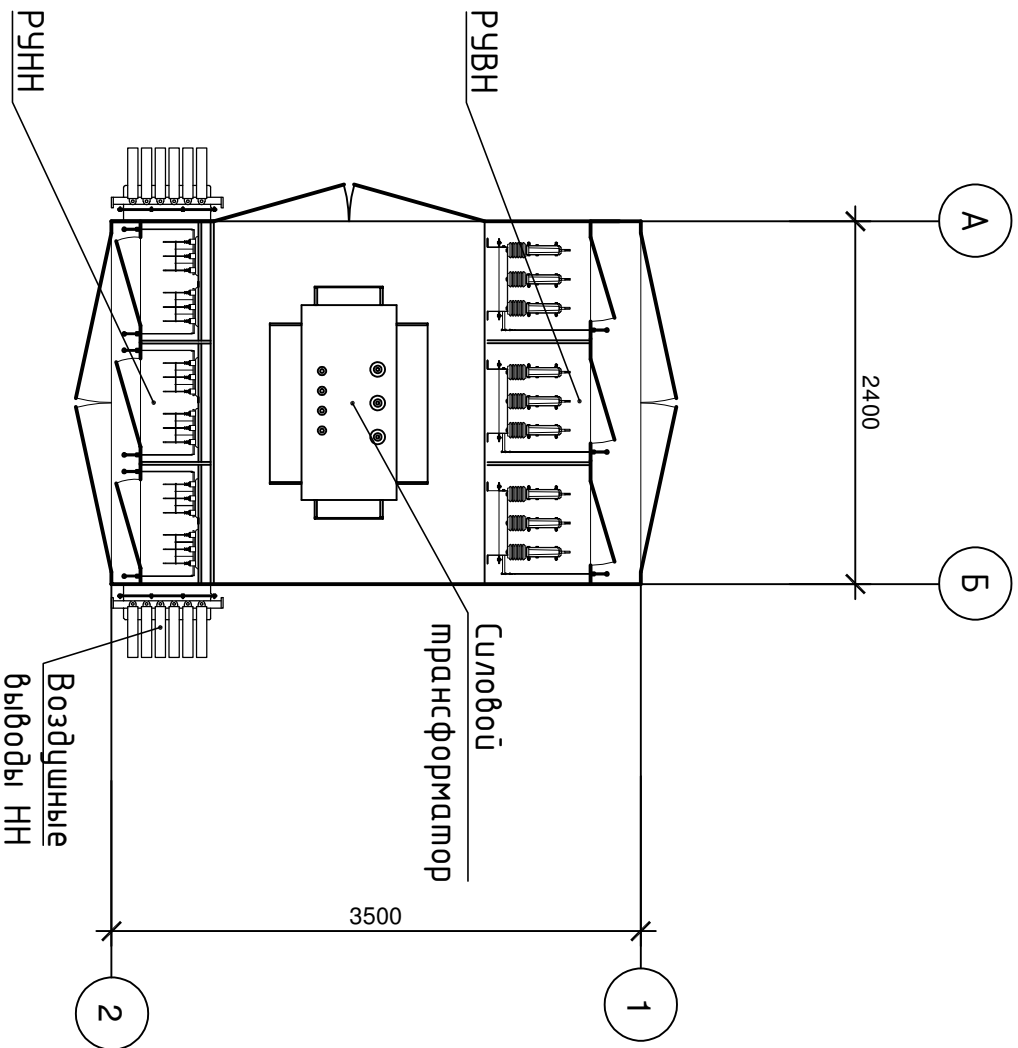 А
Б
2400
РУВН
РУНН
Силовой
трансформатор
Воздушные
выводы НН
3500
1
2